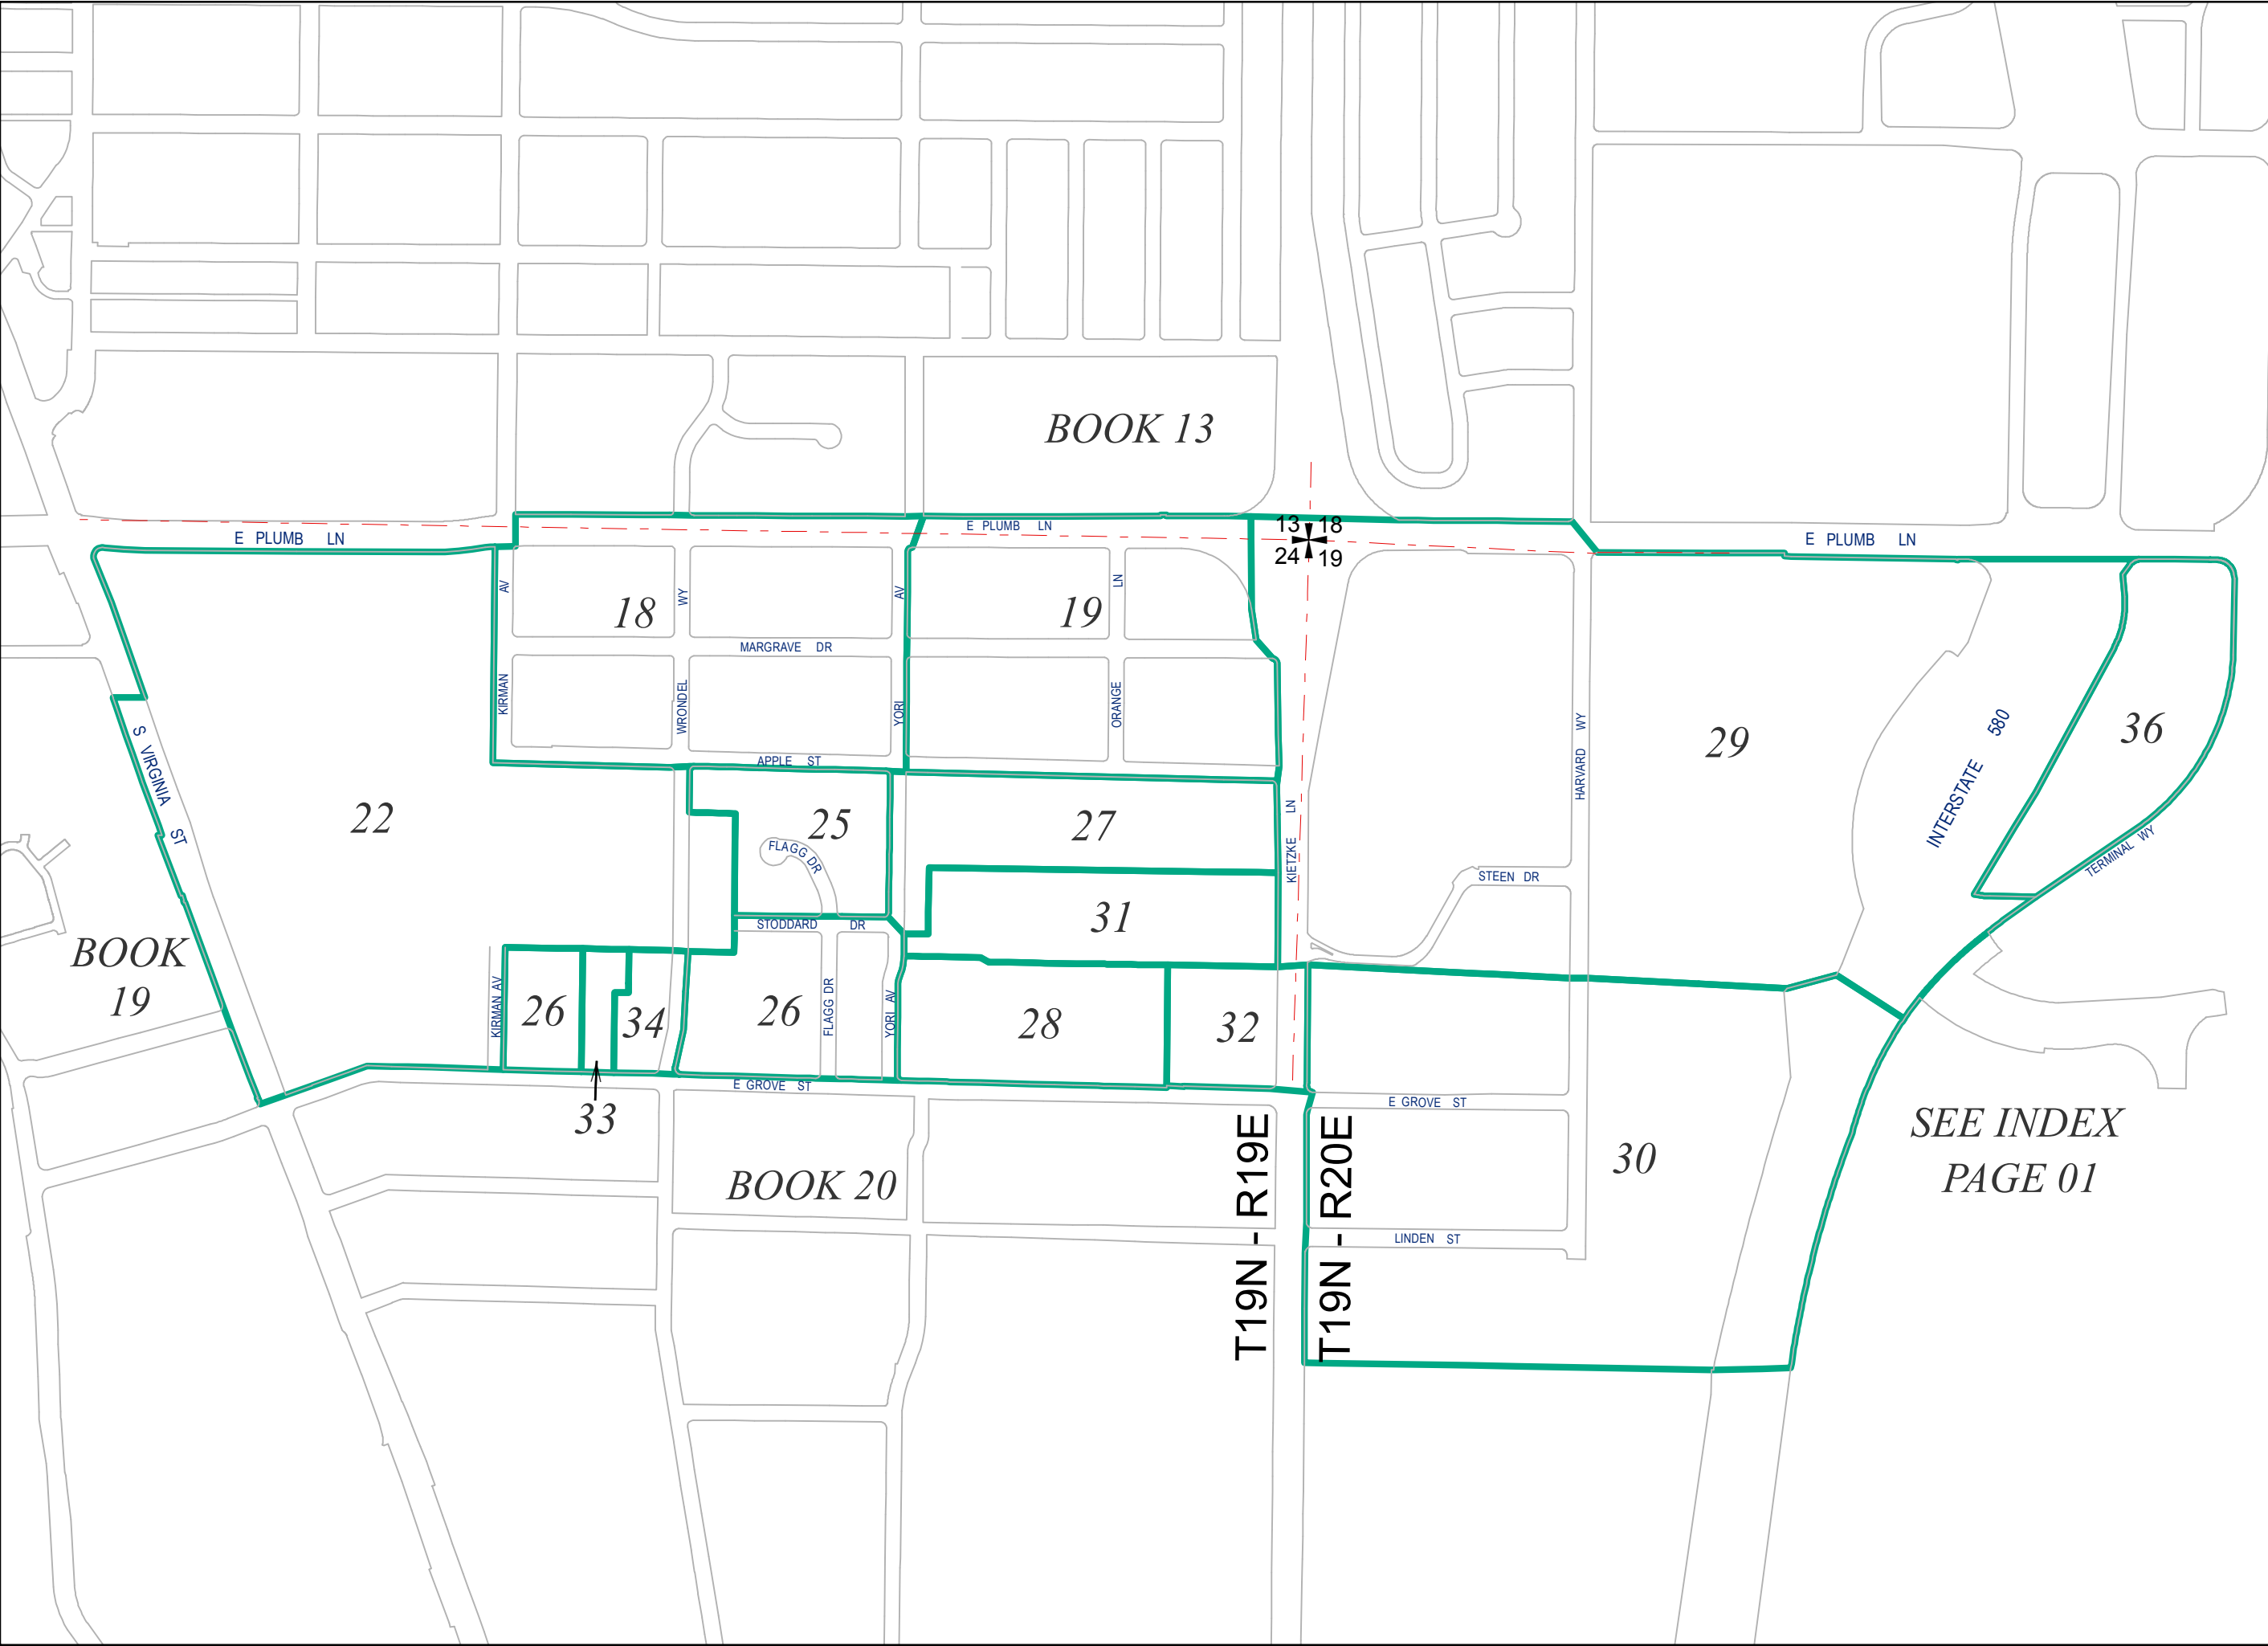 BOOK 13
13 18
24 19
E PLUMB LN
E PLUMB LN
E PLUMB LN
AV
WY
AV
LN
18
19
MARGRAVE DR
KIRMAN
WRONDEL
YORI
ORANGE
S VIRGINIA ST
HARVARD WY
29
36
INTERSTATE 580
APPLE ST
22
25
27
FLAGG DR
KIETZKE LN
TERMINAL WY
STEEN DR
31
STODDARD DR
BOOK
19
KIRMAN AV
26
34
26
FLAGG DR
YORI AV
28
32
E GROVE ST
E GROVE ST
33
SEE INDEX
PAGE 01
BOOK 20
T19N - R19E
T19N - R20E
30
LINDEN ST